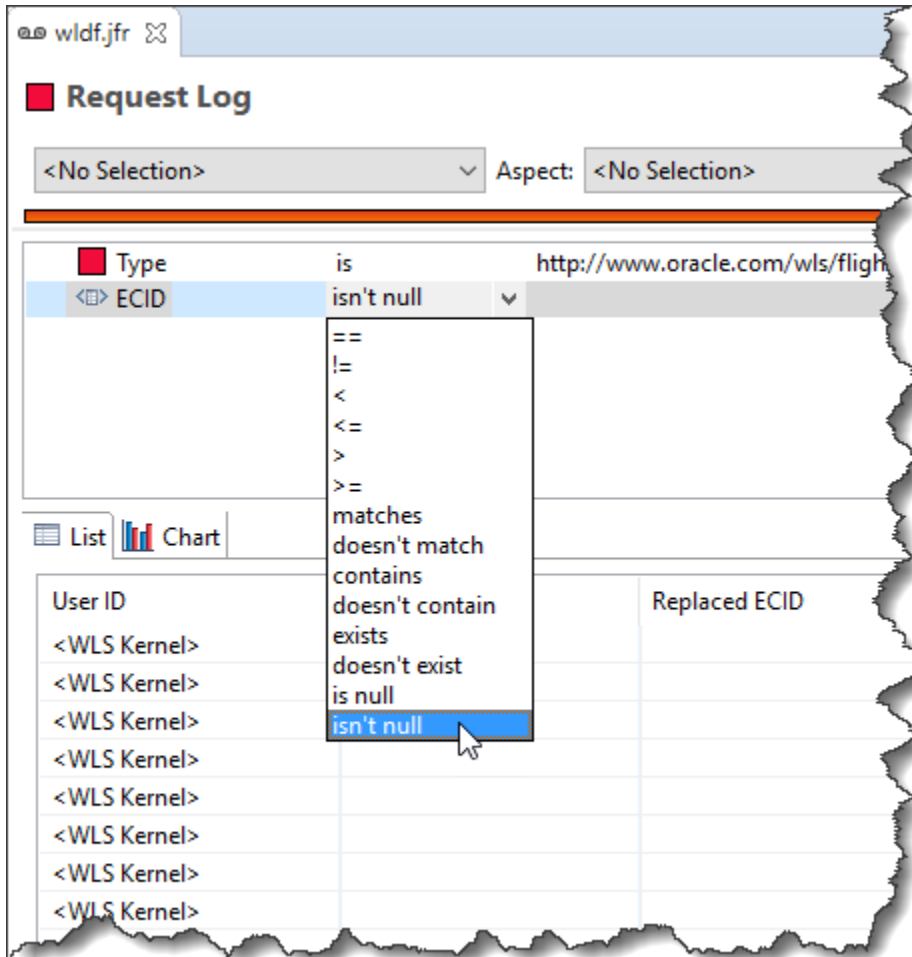 wldf.jfr
Request Log
<No Selection> Aspect: <No Selection>
Type is http://www.oracle.com/wls/fligh
ECID isn't null
==
!=
<
<=
>
>=
matches
doesn't match
contains
doesn't contain
exists
doesn't exist
is null
isn't null
List Chart
User ID Replaced ECID
<WLS Kernel>
<WLS Kernel>
<WLS Kernel>
<WLS Kernel>
<WLS Kernel>
<WLS Kernel>
<WLS Kernel>
<WLS Kernel>